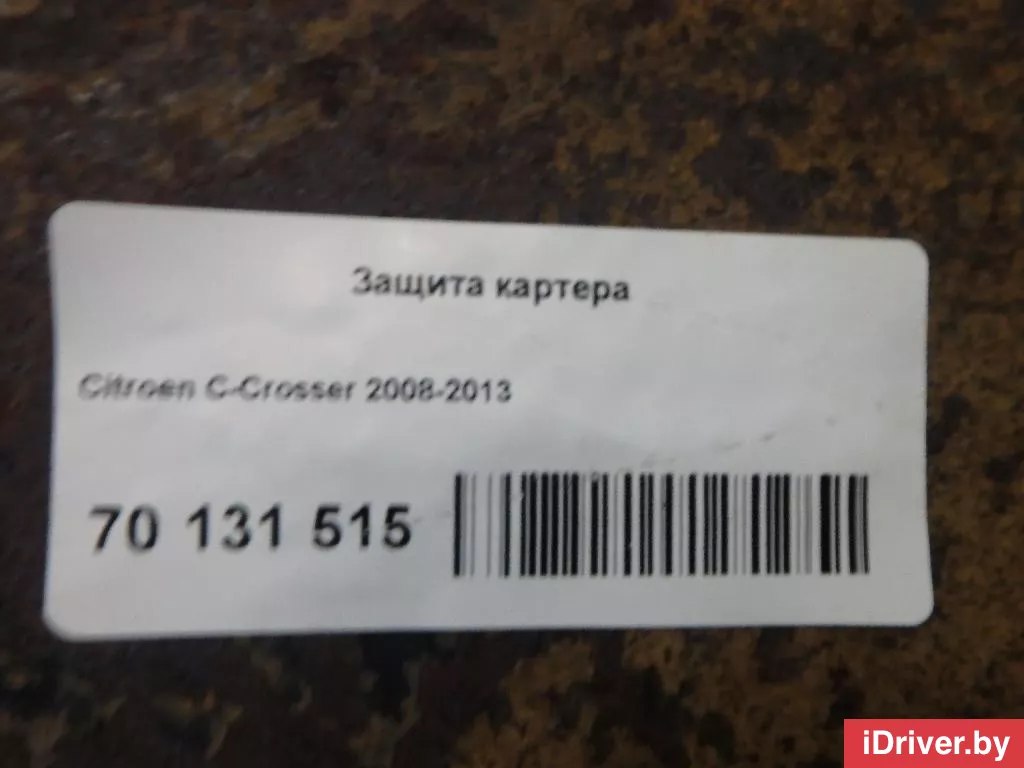 Защита картера
Citroen C-Crosser 2008-2013
70 131 515
iDriver.by